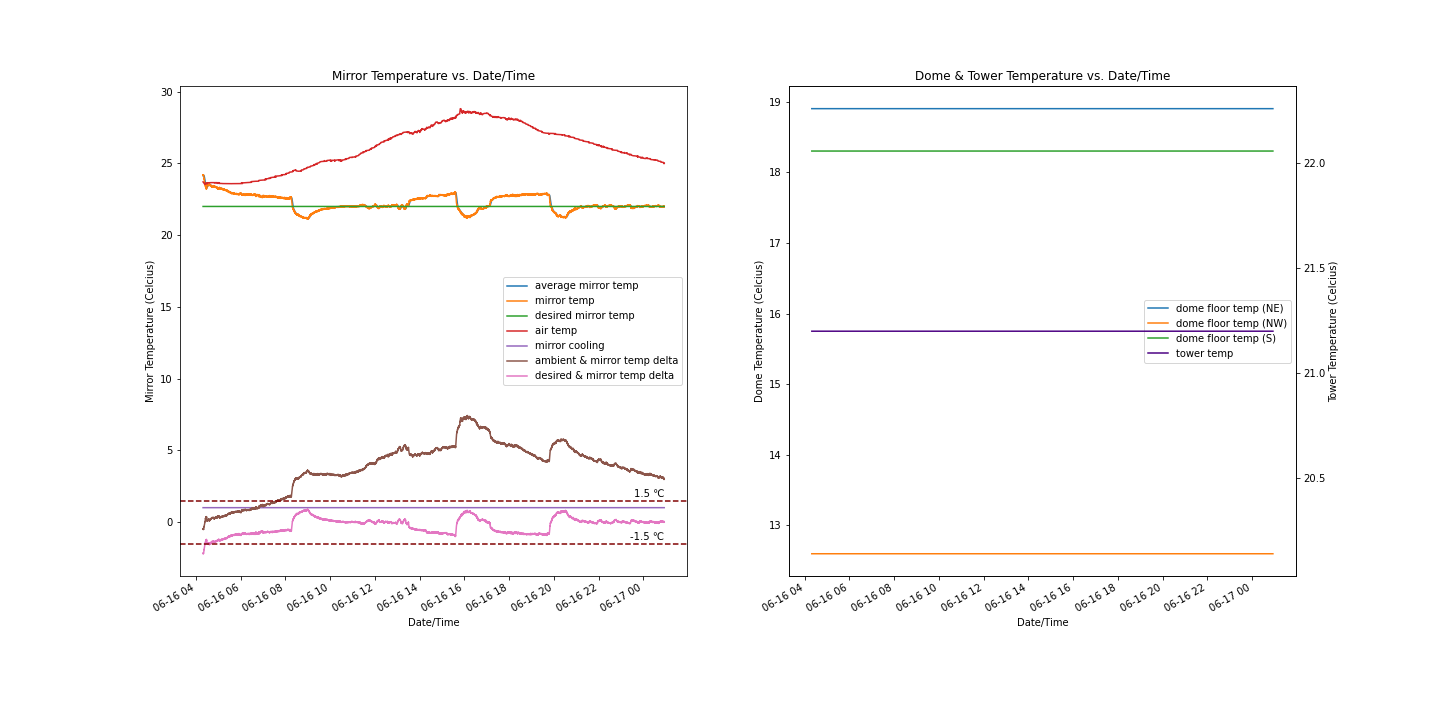 Mirror Temperature vs. Date/Time
30
25
20
15
10
5
0
Mirror Temperature (Celcius)
average mirror temp
mirror temp
desired mirror temp
air temp
mirror cooling
ambient & mirror temp delta
desired & mirror temp delta
1.5 °C
-1.5 °C
06-16 04
06-16 06
06-16 08
06-16 10
06-16 12
06-16 14
06-16 16
06-16 18
06-16 20
06-16 22
06-17 00
Date/Time
Dome & Tower Temperature vs. Date/Time
19
18
17
16
15
14
13
Dome Temperature (Celcius)
dome floor temp (NE)
dome floor temp (NW)
dome floor temp (S)
tower temp
22.0
21.5
21.0
20.5
Tower Temperature (Celcius)
06-16 04
06-16 06
06-16 08
06-16 10
06-16 12
06-16 14
06-16 16
06-16 18
06-16 20
06-16 22
06-17 00
Date/Time